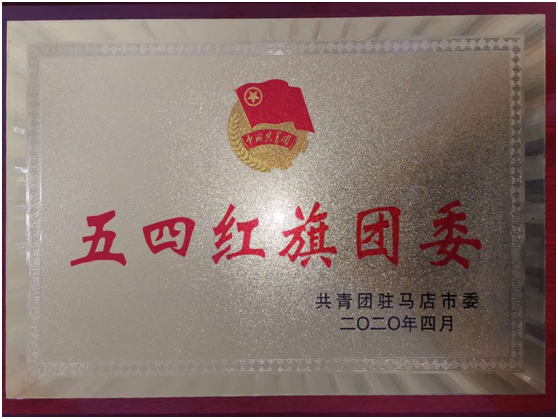 中国共青团
五四红旗团委
共青团驻马店市委
二〇二〇年四月